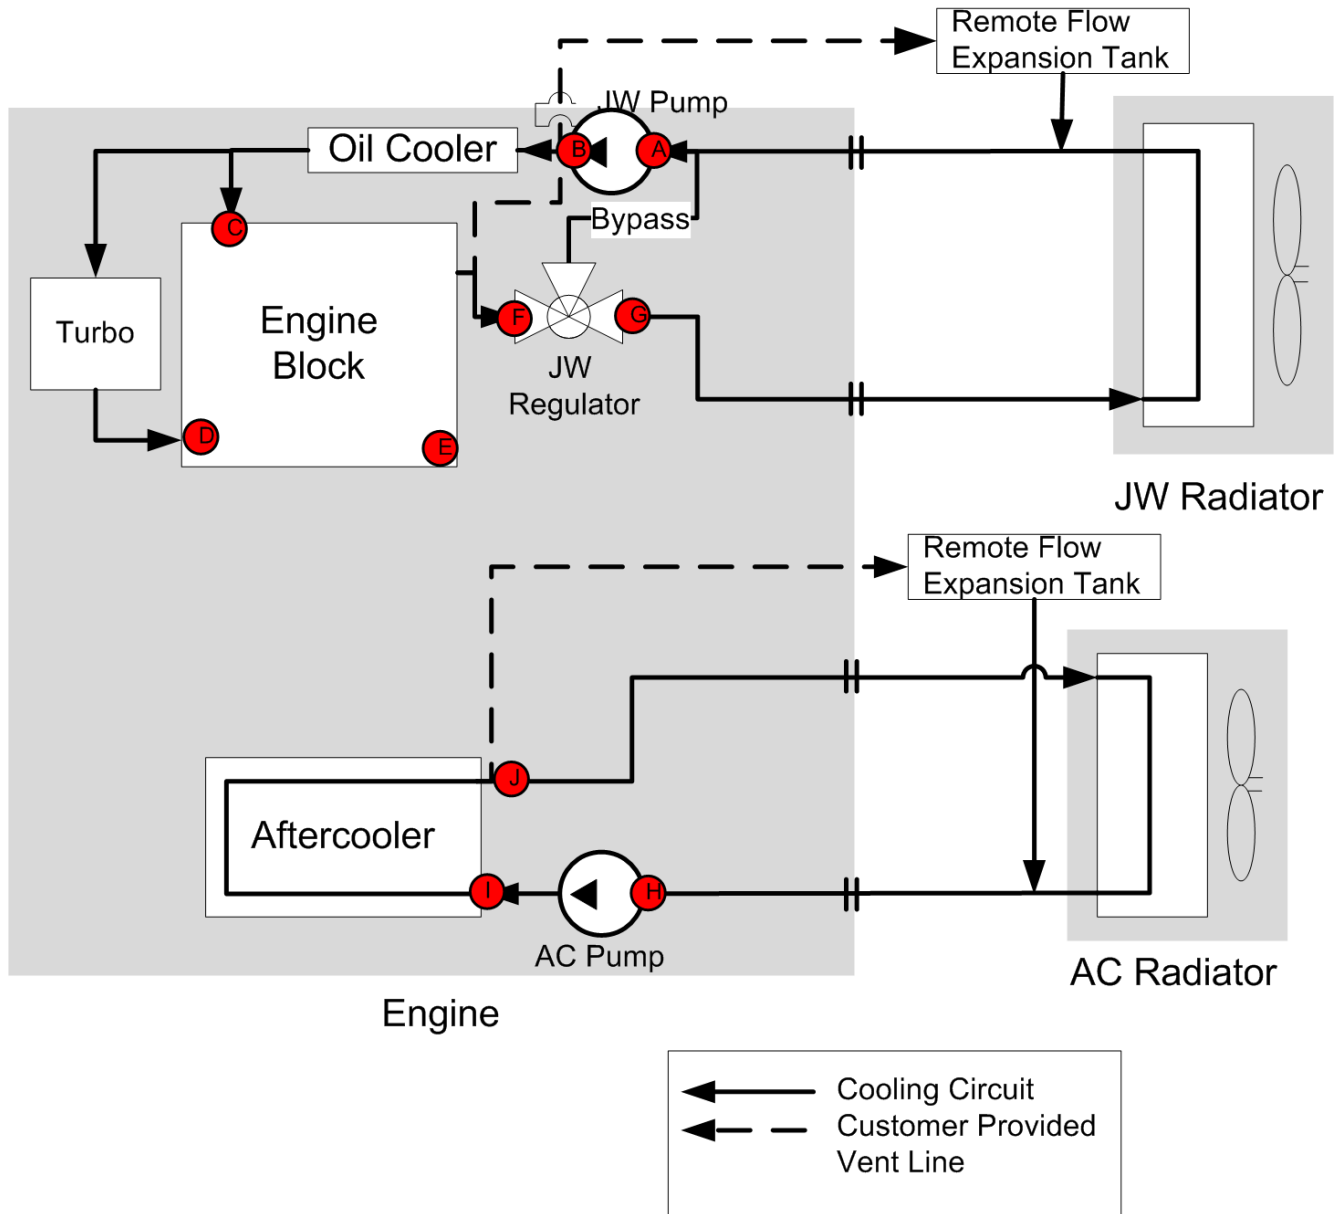 Remote Flow
Expansion Tank
JW Pump
Oil Cooler
B
A
Bypass
C
Turbo
Engine
Block
F
G
JW
Regulator
D
E
JW Radiator
Remote Flow
Expansion Tank
J
Aftercooler
I
H
AC Pump
AC Radiator
Engine
Cooling Circuit
Customer Provided
Vent Line